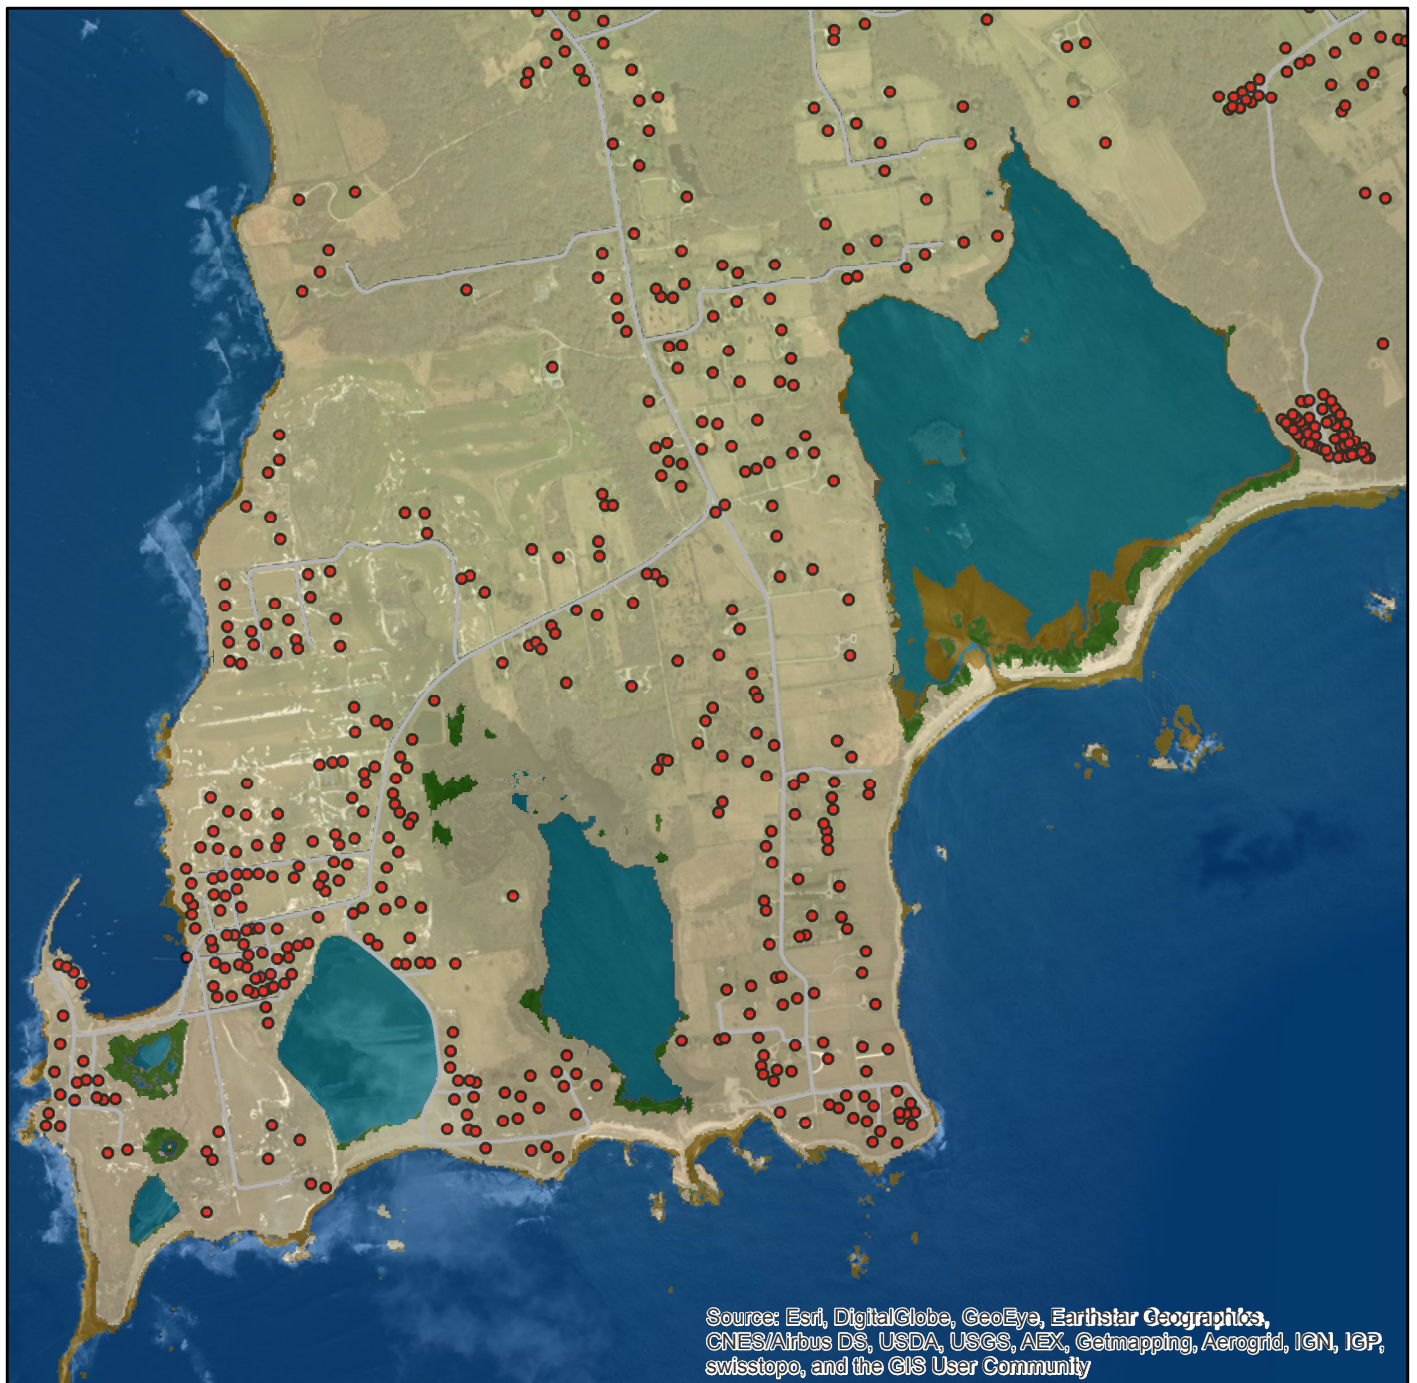 Source: Esri, DigitalGlobe, GeoEye, Earthstar Geographics,
CNES/Airbus DS, USDA, USGS, AEX, Getmapping, Aerogrid, IGN, IGP,
swisstopo, and the GIS User Community